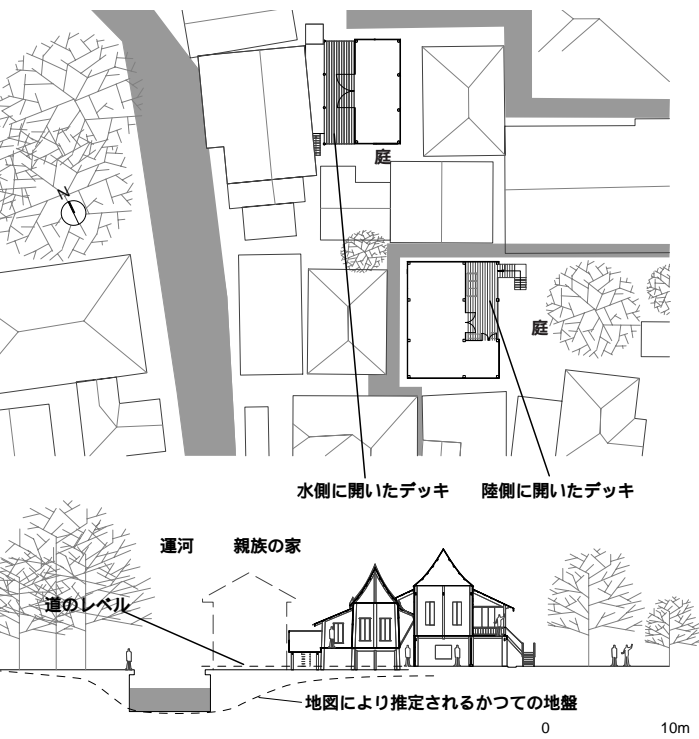 庭
N
庭
水側に開いたデッキ
陸側に開いたデッキ
運河
親族の家
道のレベル
地図により推定されるかつての地盤
0
10m